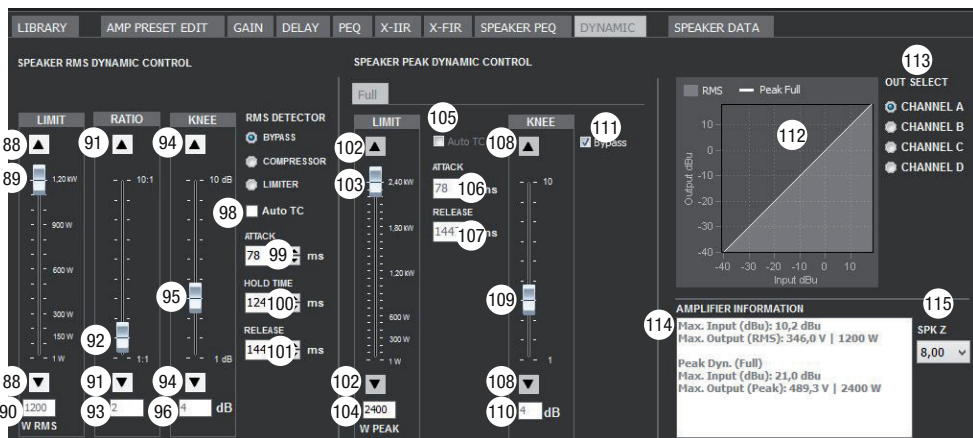 LIBRARY AMP PRESET EDIT GAIN DELAY PEQ X-IIR X-FIR SPEAKER PEQ DYNAMIC SPEAKER DATA
SPEAKER RMS DYNAMIC CONTROL
LIMIT RATIO KNEE
88 91 94
89
1,20 kW
900 W
600 W
300 W
150 W
1 W
10:1
92
1:1
10 dB
95
1 dB
88 91 94
90 1200 93 2 96 4 dB
W RMS
RMS DETECTOR
BYPASS
COMPRESSOR
LIMITER
98 Auto TC
ATTACK
78 99 ms
HOLD TIME
100 ms
RELEASE
101 ms
SPEAKER PEAK DYNAMIC CONTROL
Full
LIMIT
102
103
2,40 kW
1,80 kW
1,20 kW
600 W
300 W
1 W
102
104 2400
W PEAK
105
Auto TC
ATTACK
78 106
RELEASE
107
KNEE
108
10
109
1
108
110 4 dB
111
Bypass
RMS Peak Full
112
Output dBu
10
0
-10
-20
-30
-40
-40 -30 -20 -10 0 10
Input dBu
113
OUT SELECT
CHANNEL A
CHANNEL B
CHANNEL C
CHANNEL D
AMPLIFIER INFORMATION
114
Max. Input (dBu): 10,2 dBu
Max. Output (RMS): 346,0 V | 1200 W
Peak Dyn. (Full)
Max. Input (dBu): 21,0 dBu
Max. Output (Peak): 489,3 V | 2400 W
115
SPK Z
8,00